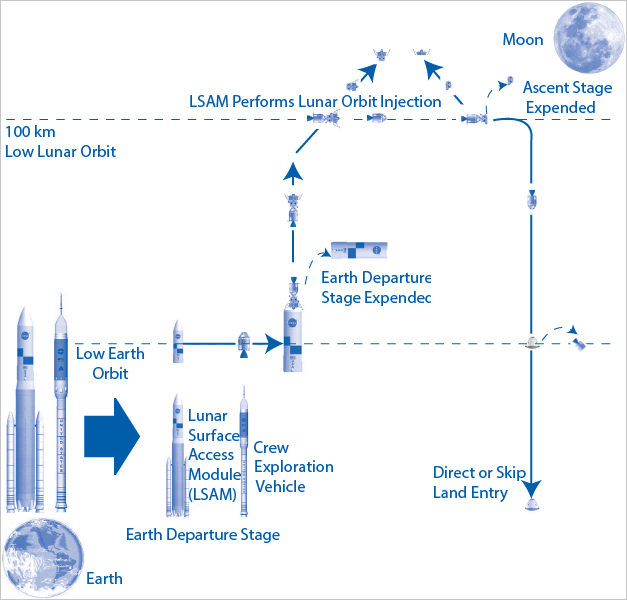 Moon
LSAM Performs Lunar Orbit Injection
Ascent Stage
Expended
100 km
Low Lunar Orbit
Earth Departure
Stage Expended
Low Earth
Orbit
Lunar
Surface
Access
Module
(LSAM)
Crew
Exploration
Vehicle
Direct or Skip
Land Entry
Earth Departure Stage
Earth